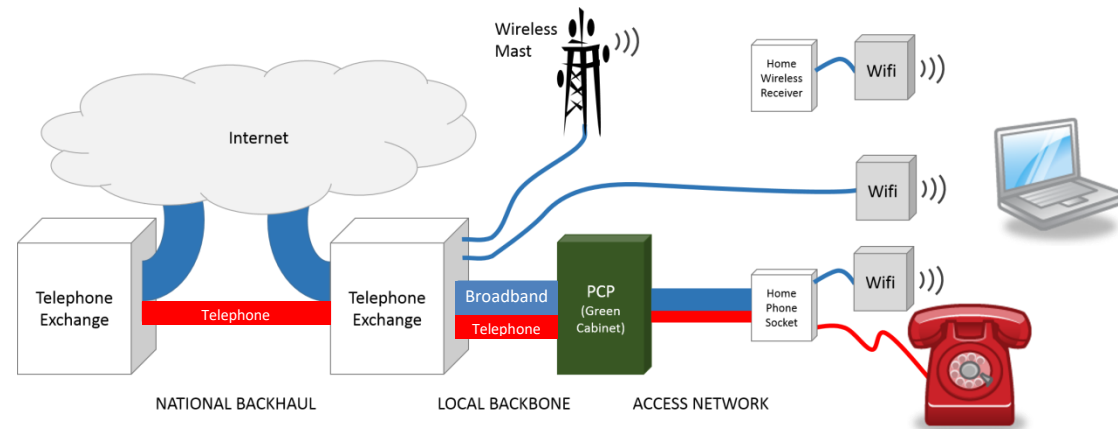 Wireless
Mast
Home
Wireless
Receiver
Wifi
Internet
Wifi
Telephone
Exchange
Telephone
Telephone
Exchange
Broadband
Telephone
PCP
(Green
Cabinet)
Home
Phone
Socket
Wifi
NATIONAL BACKHAUL
LOCAL BACKBONE
ACCESS NETWORK